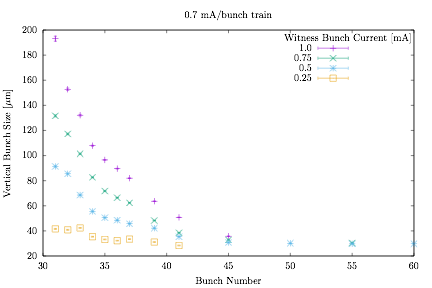 0.7 mA/bunch train
Witness Bunch Current [mA]
1.0
0.75
0.5
0.25
Vertical Bunch Size [μm]
200
180
160
140
120
100
80
60
40
20
30 35 40 45 50 55 60
Bunch Number